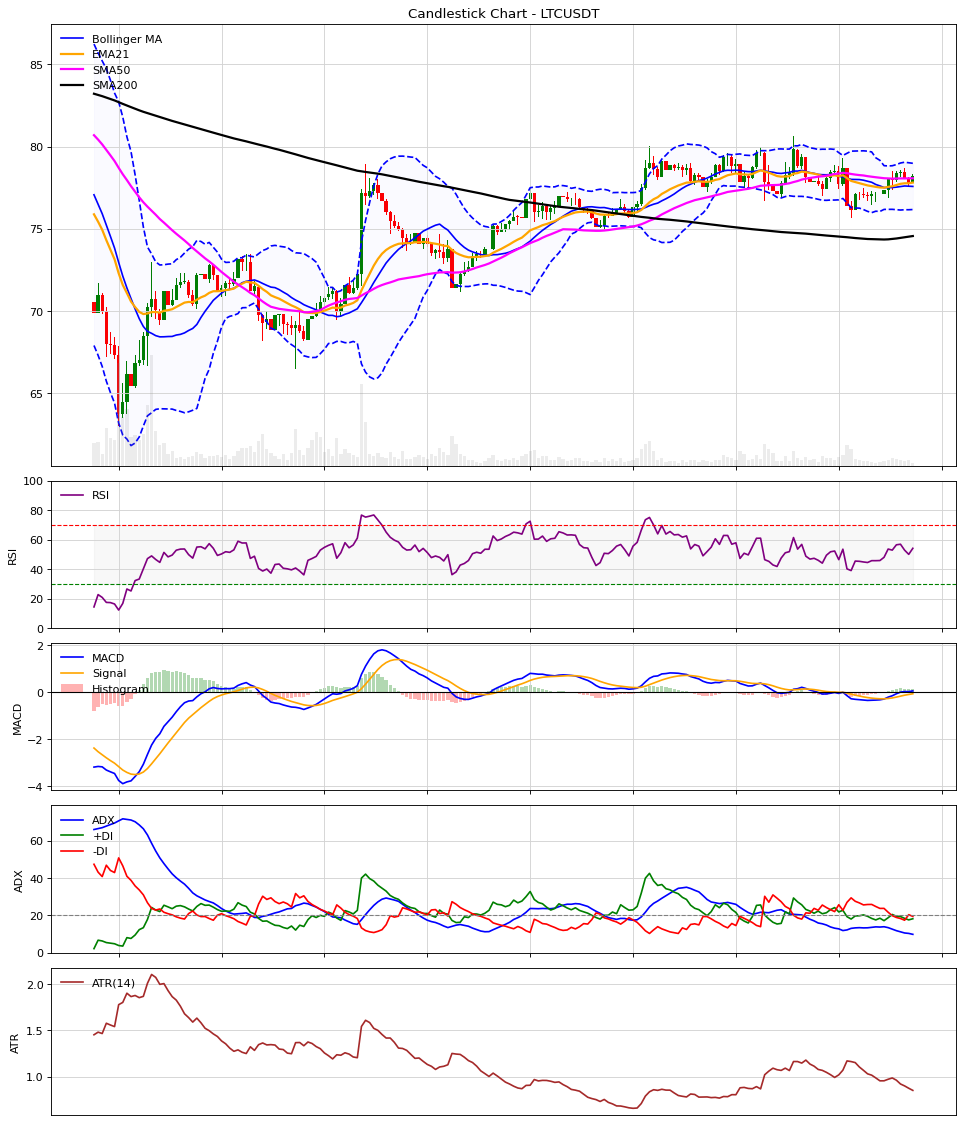 Candlestick Chart - LTCUSDT
Bollinger MA
EMA21
SMA50
SMA200
85
80
75
70
65
RSI
100
80
60
40
20
0
RSI
MACD
Signal
Histogram
2
0
−2
−4
MACD
ADX
+DI
-DI
60
40
20
0
ADX
ATR(14)
2.0
1.5
1.0
ATR